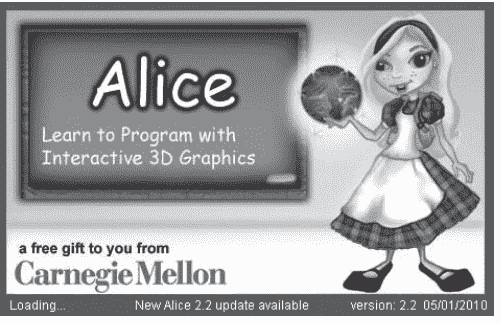 Alice
Learn to Program with
Interactive 3D Graphics
a free gift to you from
Carnegie Mellon
Loading... New Alice 2.2 update available version: 2.2 05/01/2010